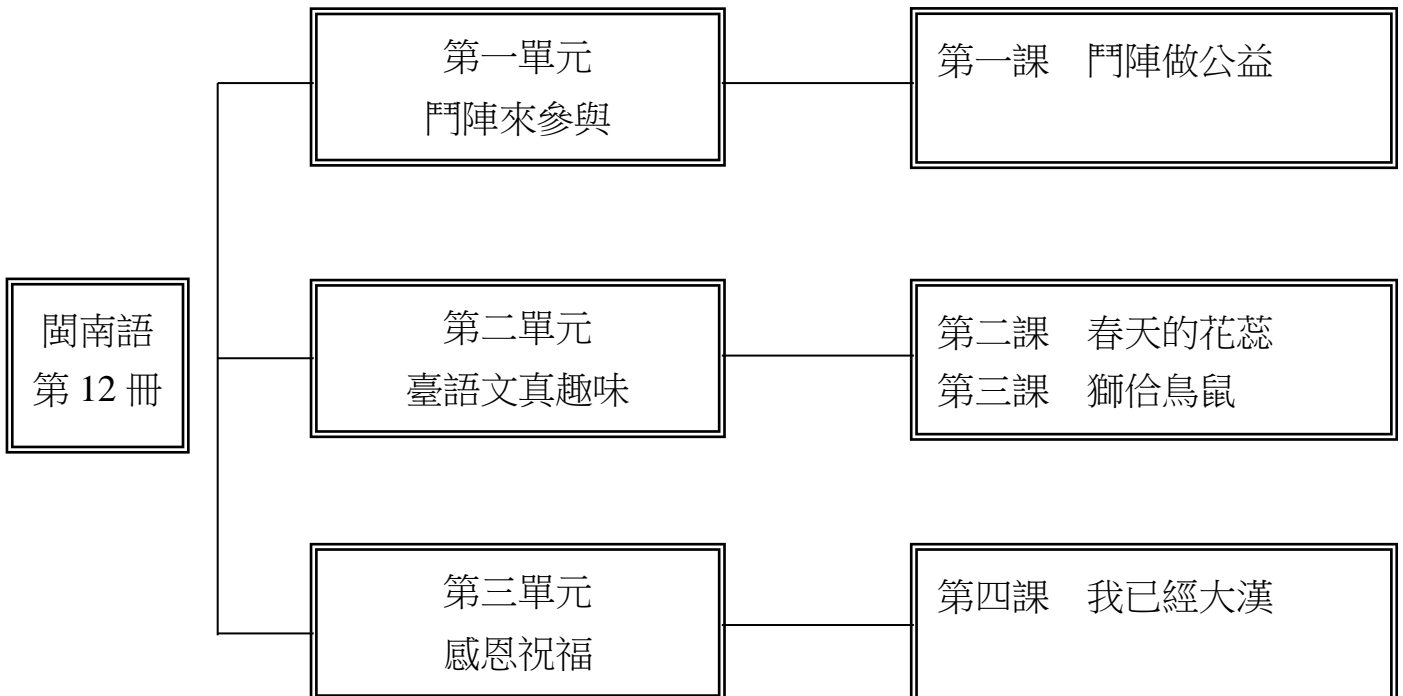 閩南語
第 12 冊
第一單元
鬥陣來參與
第一課 鬥陣做公益
第二單元
臺語文真趣味
第二課 春天的花蕊
第三課 獅佮鳥鼠
第三單元
感恩祝福
第四課 我已經大漢